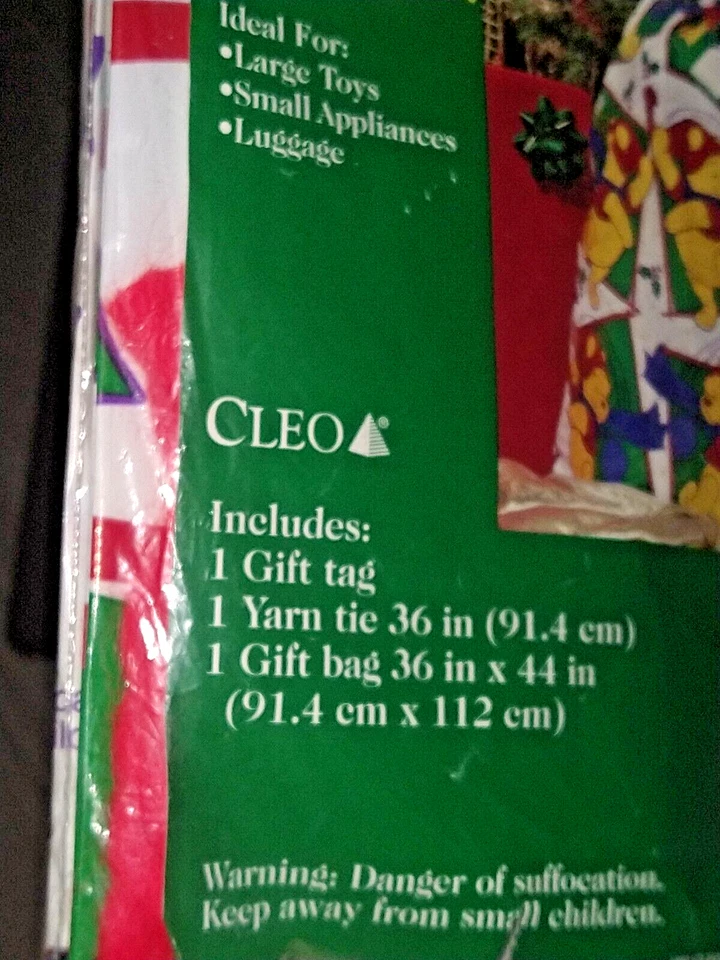 Ideal For:
•Large Toys
•Small Appliances
•Luggage
CLEO®
Includes:
1 Gift tag
1 Yarn tie 36 in (91.4 cm)
1 Gift bag 36 in x 44 in
(91.4 cm x 112 cm)
Warning: Danger of suffocation.
Keep away from small children.